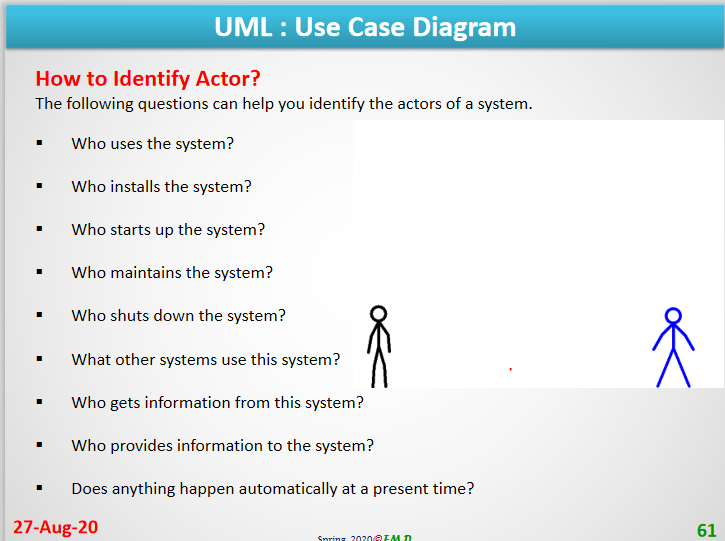 UML : Use Case Diagram
How to Identify Actor?
The following questions can help you identify the actors of a system.
▪ Who uses the system?
▪ Who installs the system?
▪ Who starts up the system?
▪ Who maintains the system?
▪ Who shuts down the system?
▪ What other systems use this system?
▪ Who gets information from this system?
▪ Who provides information to the system?
▪ Does anything happen automatically at a present time?
27-Aug-20
Spring 2020©
61